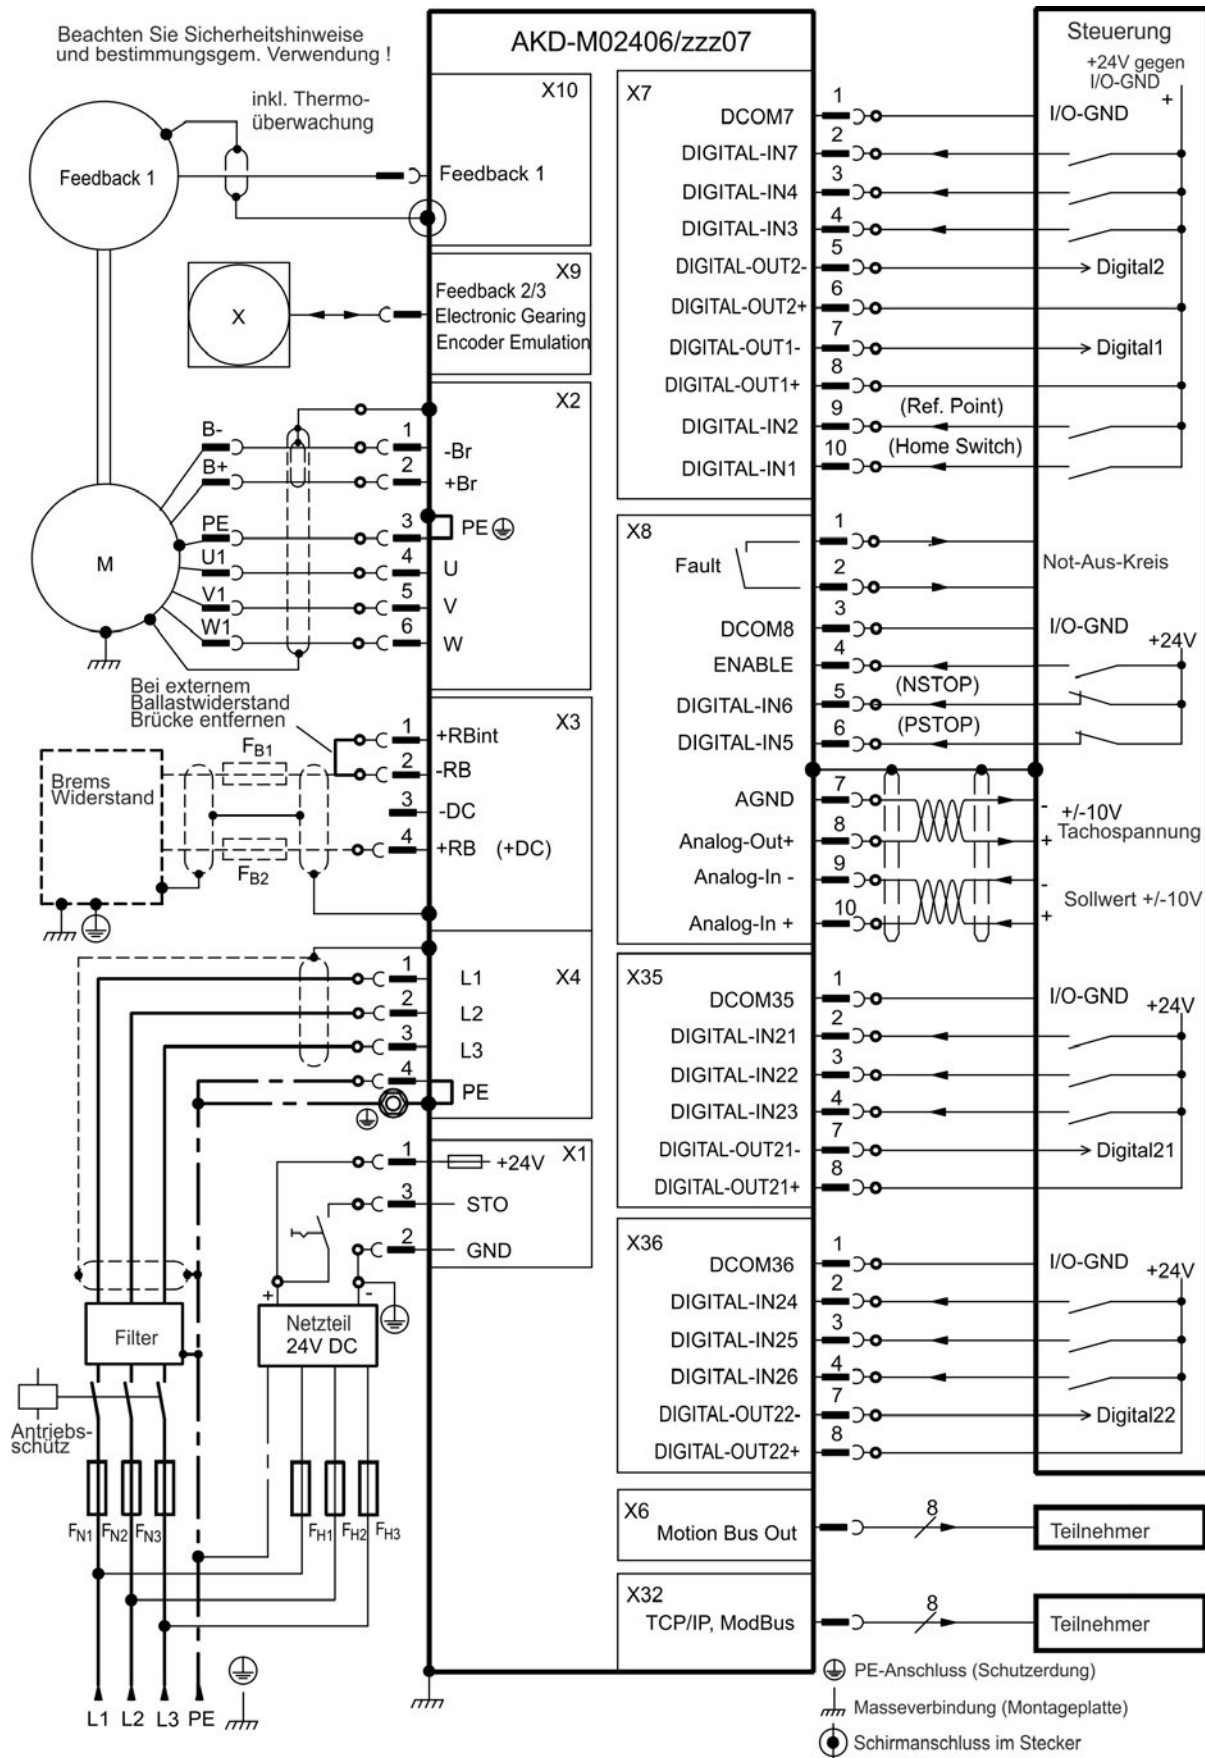 Beachten Sie Sicherheitshinweise
und bestimmungsgem. Verwendung !
AKD-M02406/zzz07
Steuerung
+24V gegen
I/O-GND
+
inkl. Thermo-
überwachung
Feedback 1
X10
Feedback 1
X
X9
Feedback 2/3
Electronic Gearing
Encoder Emulation
X2
B-
1
-Br
B+
2
+Br
PE
3
PE
U1
4
U
V1
5
V
W1
6
W
M
Bei externem
Ballastwiderstand
Brücke entfernen
X3
1
+RBint
FB1
2
-RB
Brems
Widerstand
3
-DC
4
+RB (+DC)
FB2
X4
1
L1
2
L2
3
L3
4
PE
X1
1
+24V
3
STO
2
GND
+
-
Netzteil
24V DC
Filter
Antriebs-
schütz
FN1
FN2
FN3
FH1
FH2
FH3
L1 L2 L3 PE
X7
DCOM7
1
I/O-GND
DIGITAL-IN7
2
DIGITAL-IN4
3
DIGITAL-IN3
4
DIGITAL-OUT2-
5
Digital2
DIGITAL-OUT2+
6
DIGITAL-OUT1-
7
Digital1
DIGITAL-OUT1+
8
DIGITAL-IN2
9
(Ref. Point)
DIGITAL-IN1
10
(Home Switch)
X8
Fault
1
2
Not-Aus-Kreis
DCOM8
3
I/O-GND
+24V
ENABLE
4
DIGITAL-IN6
5
(NSTOP)
DIGITAL-IN5
6
(PSTOP)
AGND
7
-
+/-10V
Tachospannung
Analog-Out+
8
+
Analog-In -
9
-
Sollwert +/-10V
Analog-In +
10
+
X35
DCOM35
1
I/O-GND
+24V
DIGITAL-IN21
2
DIGITAL-IN22
3
DIGITAL-IN23
4
DIGITAL-OUT21-
7
Digital21
DIGITAL-OUT21+
8
X36
DCOM36
1
I/O-GND
+24V
DIGITAL-IN24
2
DIGITAL-IN25
3
DIGITAL-IN26
4
DIGITAL-OUT22-
7
Digital22
DIGITAL-OUT22+
8
X6
Motion Bus Out
8
Teilnehmer
X32
TCP/IP, ModBus
8
Teilnehmer
PE-Anschluss (Schutzerdung)
Masseverbindung (Montageplatte)
Schirmanschluss im Stecker